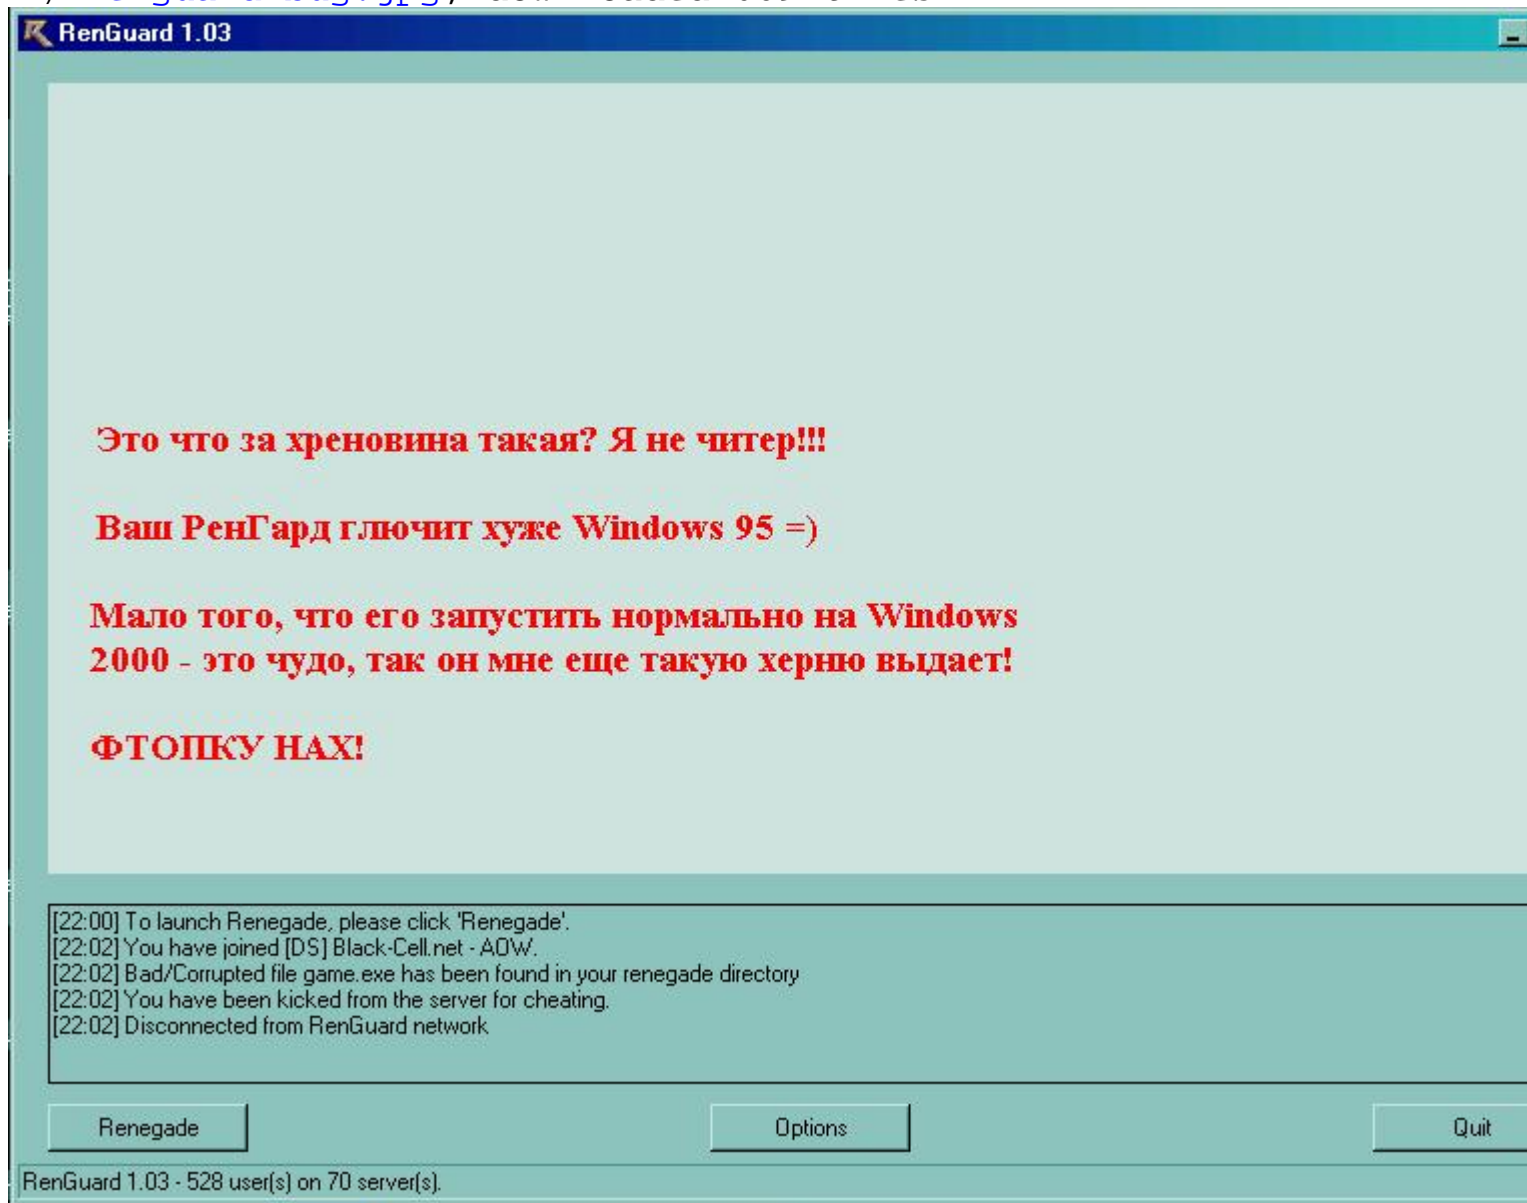 RenGuard 1.03
Это что за хреновина такая? Я не читер!!!
Ваш РенГард глючит хуже Windows 95 =)
Мало того, что его запустить нормально на Windows
2000 - это чудо, так он мне еще такую херню выдает!
ФТОПКУ НАХ!
[22:00] To launch Renegade, please click 'Renegade'.
[22:02] You have joined [DS] Black-Cell.net - AOW.
[22:02] Bad/Corrupted file game.exe has been found in your renegade directory
[22:02] You have been kicked from the server for cheating.
[22:02] Disconnected from RenGuard network
Renegade
Options
Quit
RenGuard 1.03 - 528 user(s) on 70 server(s).